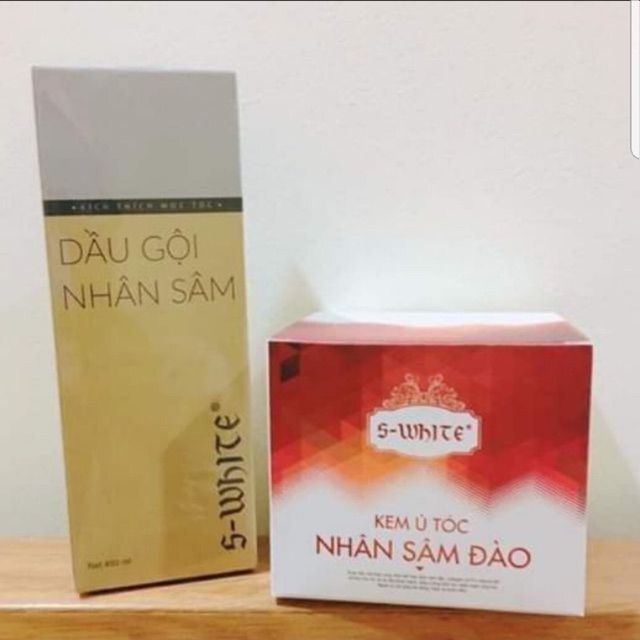 • KÍCH THÍCH MỌC TÓC •
DẦU GỘI
NHÂN SÂM
S-WHITE®
S-WHITE®
KEM Ủ TÓC
NHÂN SÂM ĐÀO